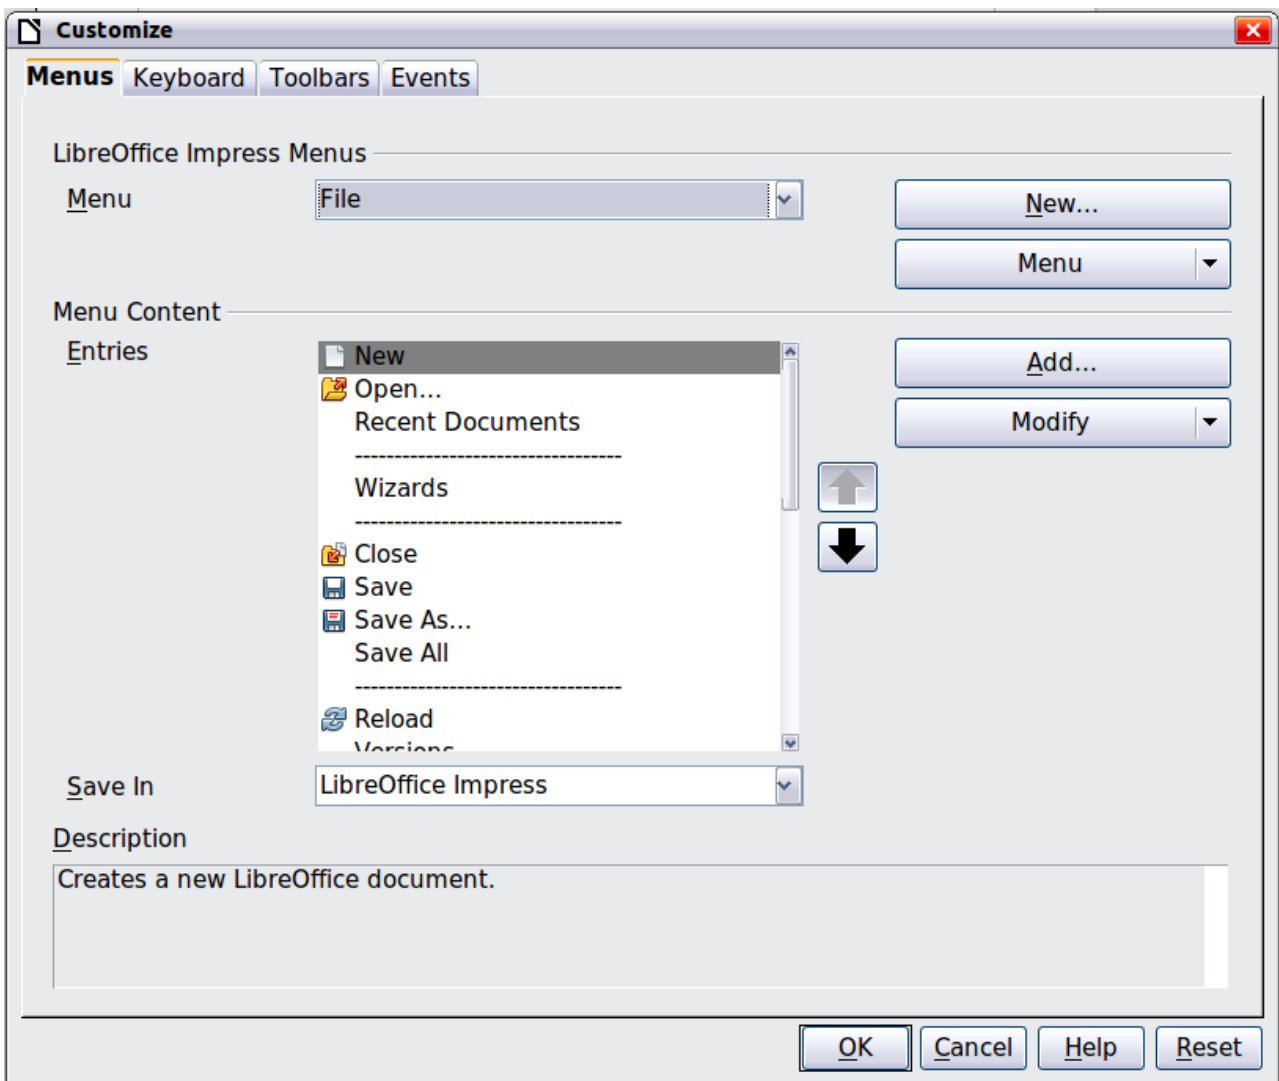 Customize
Menus Keyboard Toolbars Events
LibreOffice Impress Menus
Menu File New...
Menu
Menu Content
Entries New Add...
Open...
Recent Documents Modify
----------------------------------
Wizards
----------------------------------
Close
Save
Save As...
Save All
----------------------------------
Reload
Versions
Save In LibreOffice Impress
Description
Creates a new LibreOffice document.
OK Cancel Help Reset